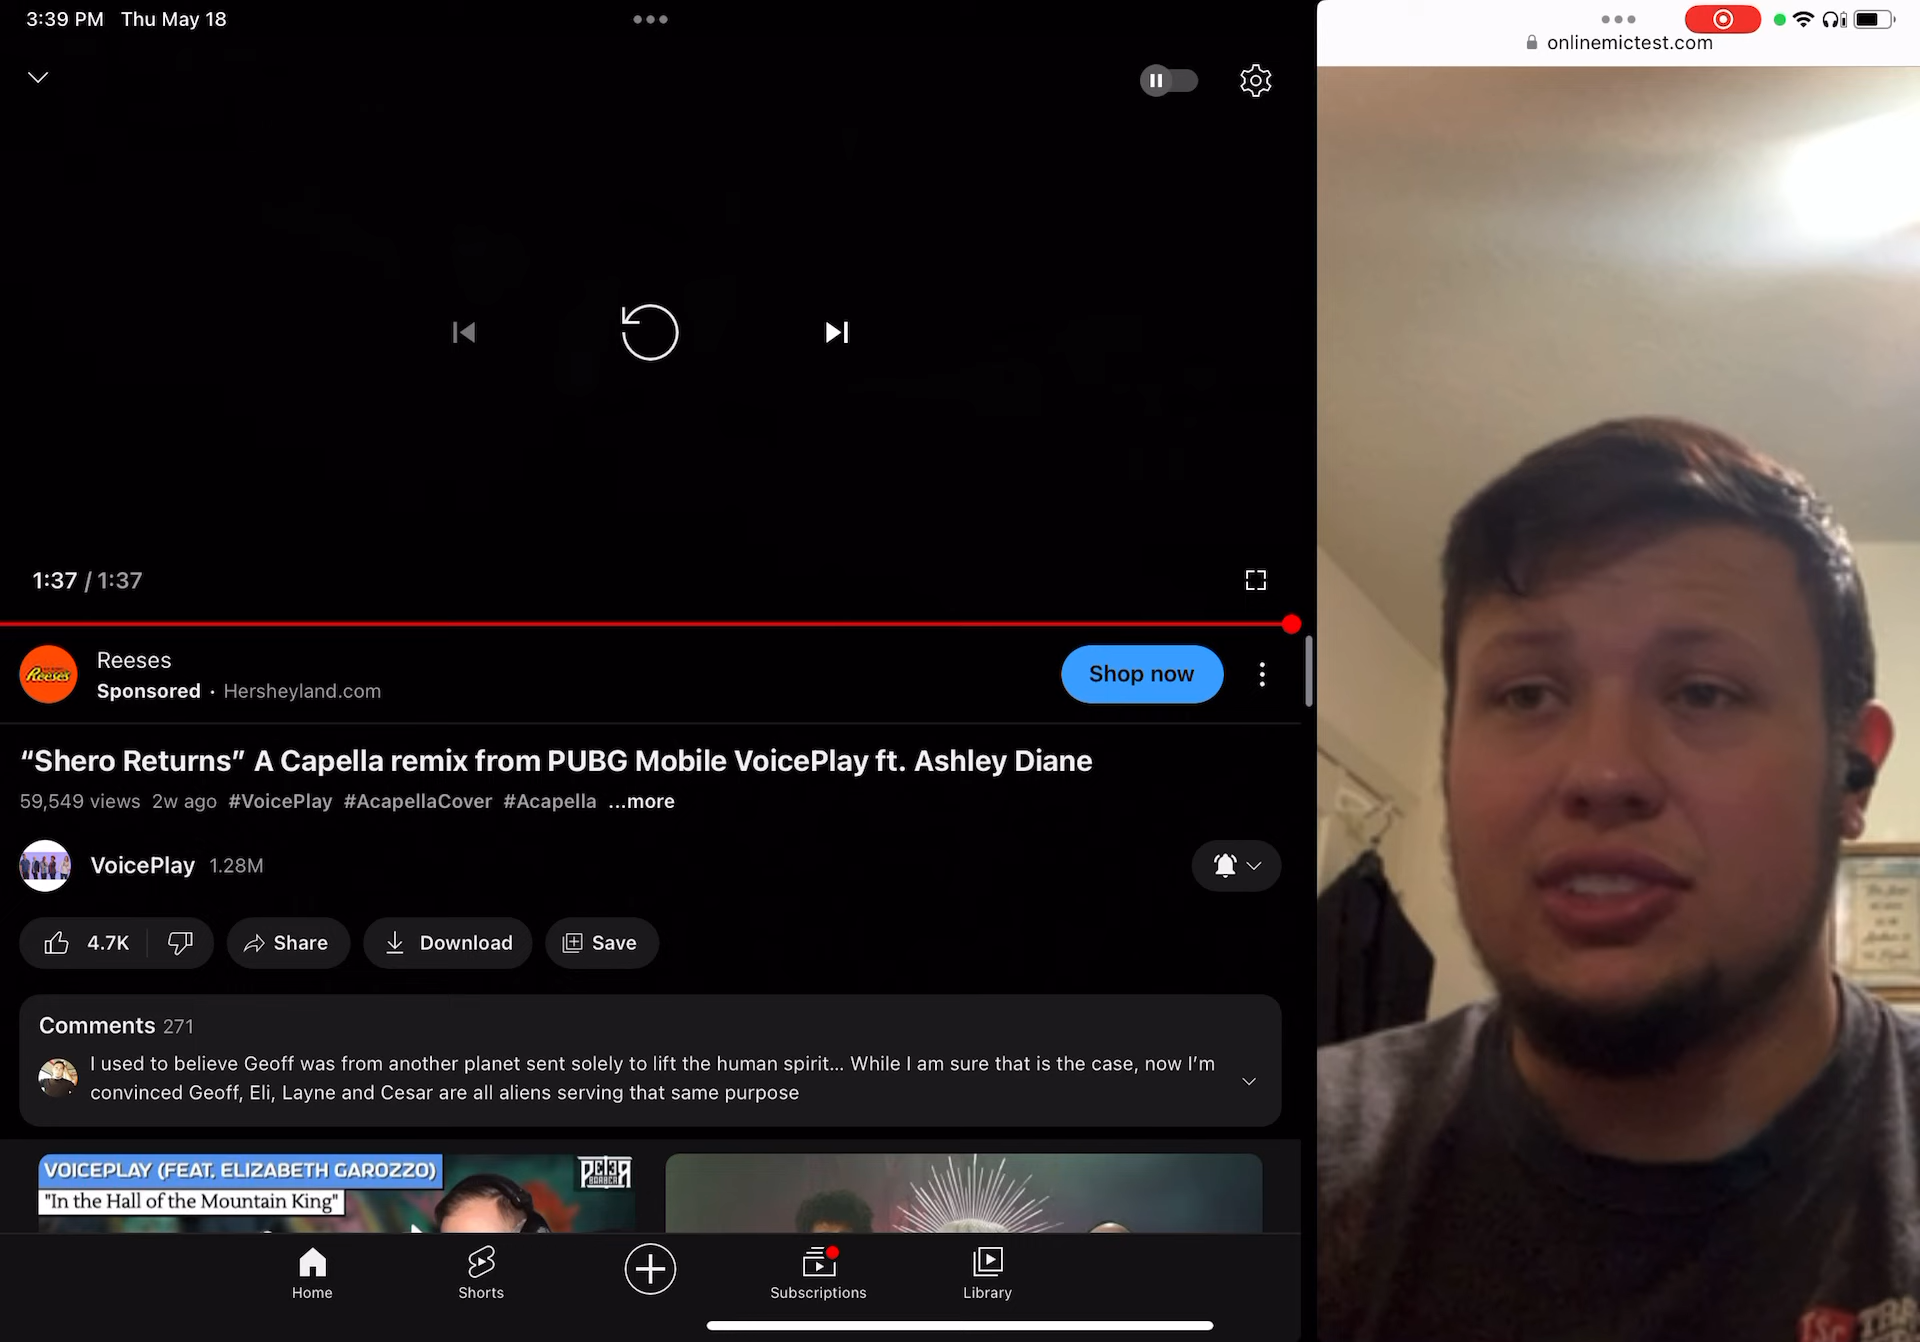 3:39 PM Thu May 18
onlinemictest.com
1:37 / 1:37
Reese's
Reeses
Sponsored · Hersheyland.com
Shop now
“Shero Returns” A Capella remix from PUBG Mobile VoicePlay ft. Ashley Diane
59,549 views 2w ago #VoicePlay #AcapellaCover #Acapella ...more
VoicePlay 1.28M
4.7K
Share
Download
Save
Comments 271
I used to believe Geoff was from another planet sent solely to lift the human spirit... While I am sure that is the case, now I’m
convinced Geoff, Eli, Layne and Cesar are all aliens serving that same purpose
VOICEPLAY (FEAT. ELIZABETH GAROZZO)
"In the Hall of the Mountain King"
PETER
BARBER
Home
Shorts
Subscriptions
Library